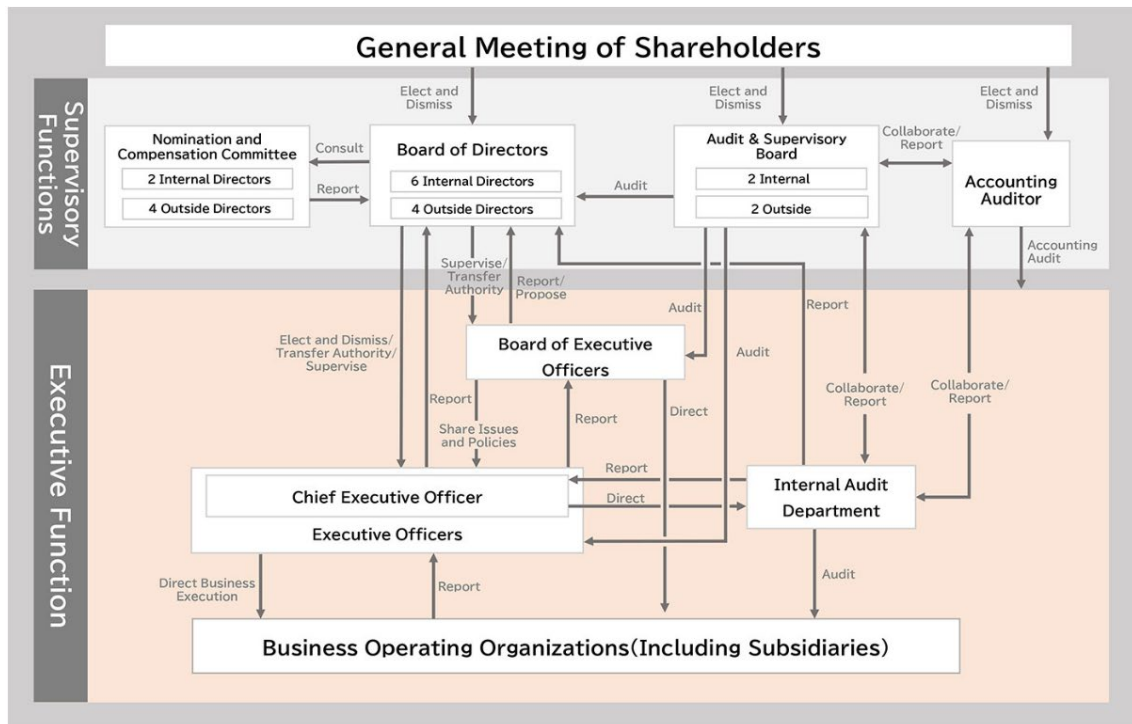 General Meeting of Shareholders
Supervisory
Functions
Elect and
Dismiss
Elect and
Dismiss
Elect and
Dismiss
Nomination and
Compensation Committee
2 Internal Directors
4 Outside Directors
Consult
Report
Board of Directors
6 Internal Directors
4 Outside Directors
Audit
Audit & Supervisory
Board
2 Internal
2 Outside
Collaborate/
Report
Accounting
Auditor
Accounting
Audit
Supervise/
Transfer
Authority
Report/
Propose
Audit
Report
Executive Function
Elect and Dismiss/
Transfer Authority/
Supervise
Board of Executive
Officers
Audit
Collaborate/
Report
Collaborate/
Report
Report
Share Issues
and Policies
Report
Direct
Chief Executive Officer
Executive Officers
Report
Direct
Internal Audit
Department
Direct Business
Execution
Report
Audit
Business Operating Organizations(Including Subsidiaries)